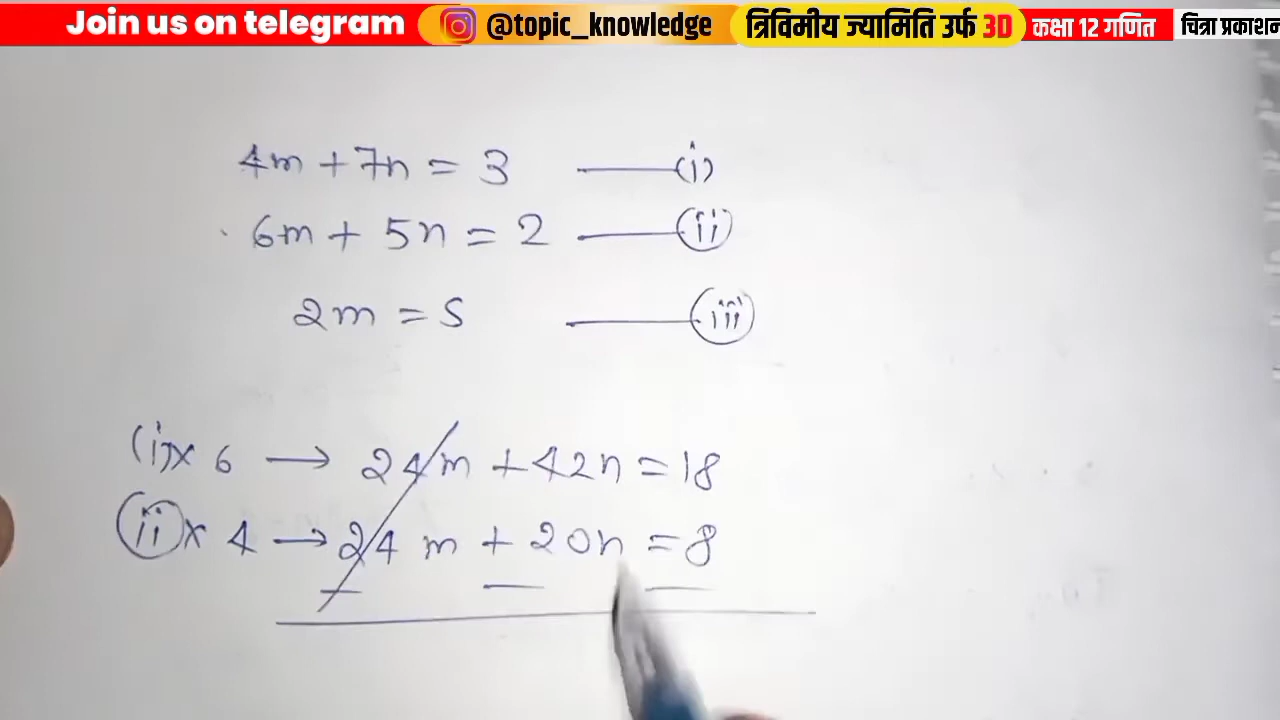 Join us on telegram @topic_knowledge त्रिविमीय ज्यामिति उर्फ 3D कक्षा 12 गणित चित्रा प्रकाशन
4m + 7n = 3 (i)
6m + 5n = 2 (ii)
2m = 5 (iii)
(i) x 6 → 24m + 42n = 18
(ii) x 4 → 24m + 20n = 8
− − −